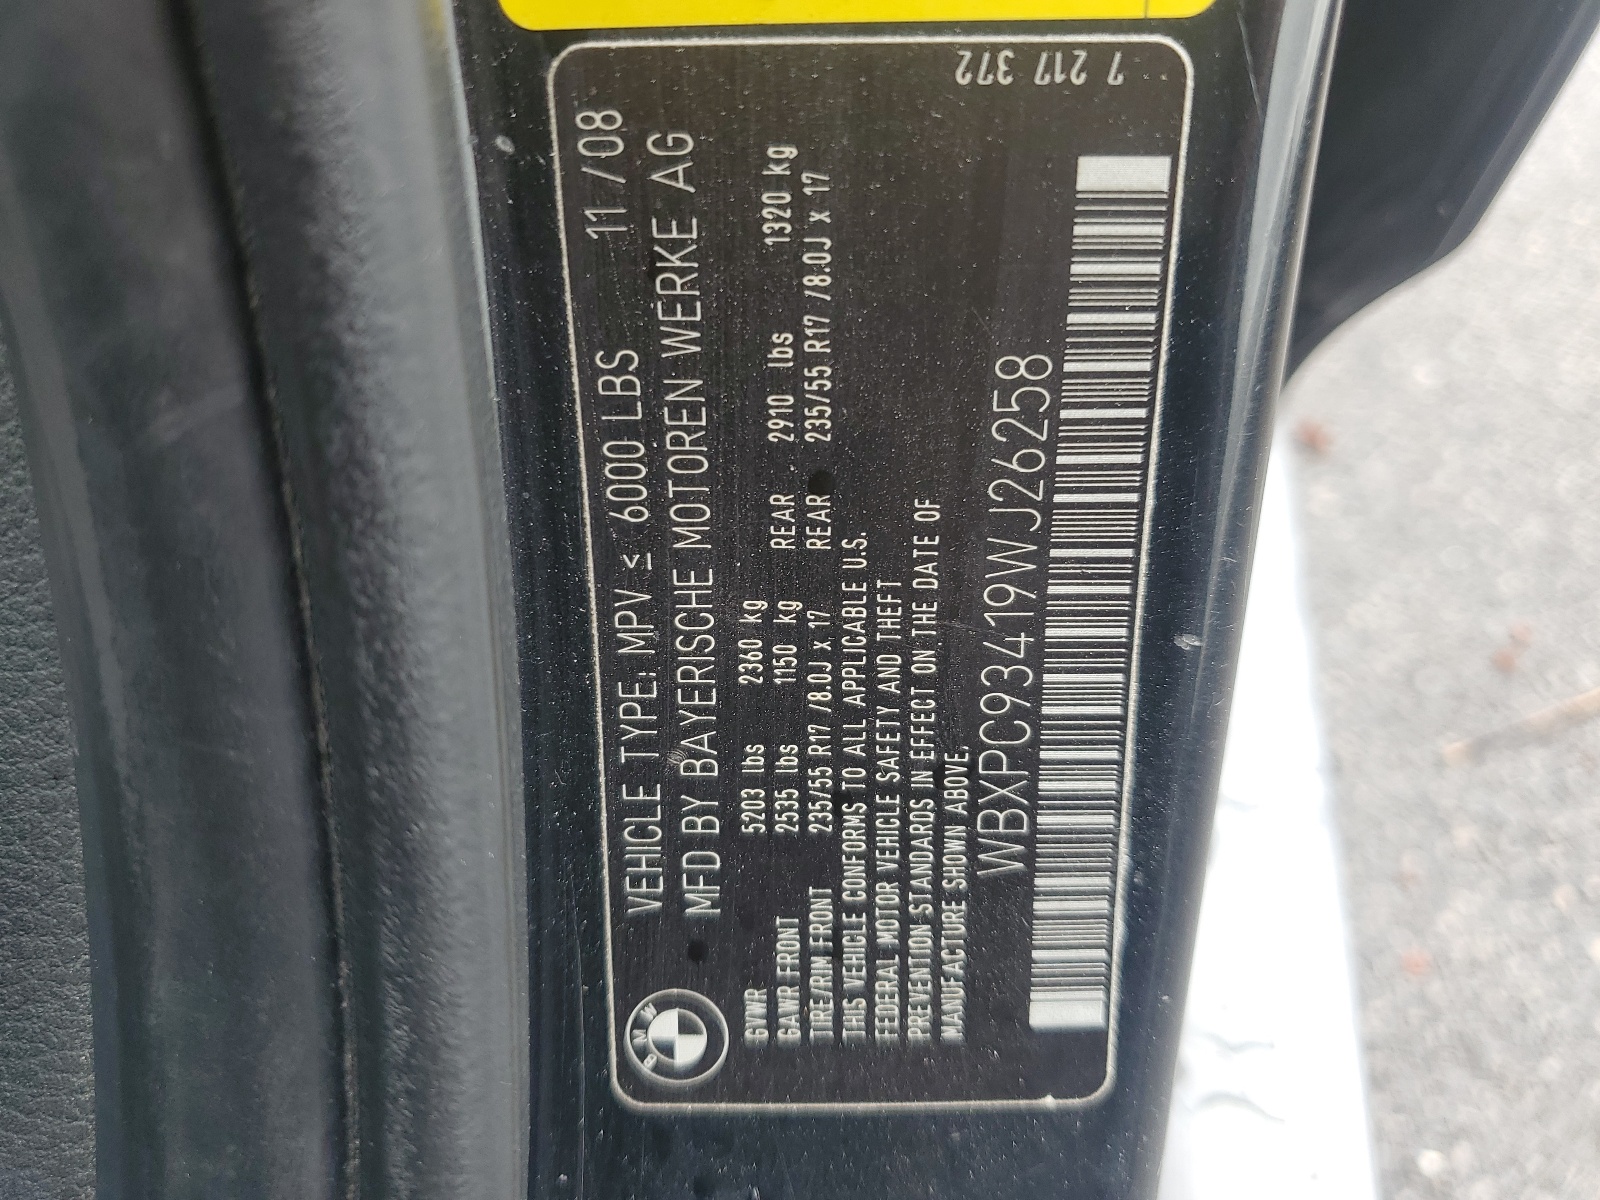 VEHICLE TYPE: MPV ≤ 6000 LBS 11/08
MFD BY BAYERISCHE MOTOREN WERKE AG
BMW
GVWR 5203 lbs 2360 kg
GAWR FRONT 2535 lbs 1150 kg REAR 2910 lbs 1320 kg
TIRE/RIM FRONT 235/55 R17 /8.0J x 17 REAR 235/55 R17 /8.0J x 17
THIS VEHICLE CONFORMS TO ALL APPLICABLE U.S.
FEDERAL MOTOR VEHICLE SAFETY AND THEFT
PREVENTION STANDARDS IN EFFECT ON THE DATE OF
MANUFACTURE SHOWN ABOVE.
WBXPC93419WJ26258
7 217 372